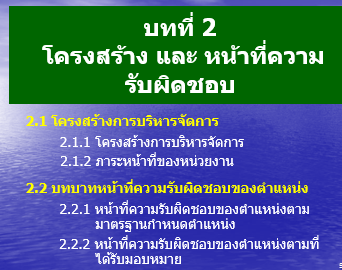 บทที่ 2
โครงสร้าง และ หน้าที่ความ
รับผิดชอบ
2.1 โครงสร้างการบริหารจัดการ
2.1.1 โครงสร้างการบริหารจัดการ
2.1.2 ภาระหน้าที่ของหน่วยงาน
2.2 บทบาทหน้าที่ความรับผิดชอบของตำแหน่ง
2.2.1 หน้าที่ความรับผิดชอบของตำแหน่งตาม
มาตรฐานกำหนดตำแหน่ง
2.2.2 หน้าที่ความรับผิดชอบของตำแหน่งตามที่
ได้รับมอบหมาย